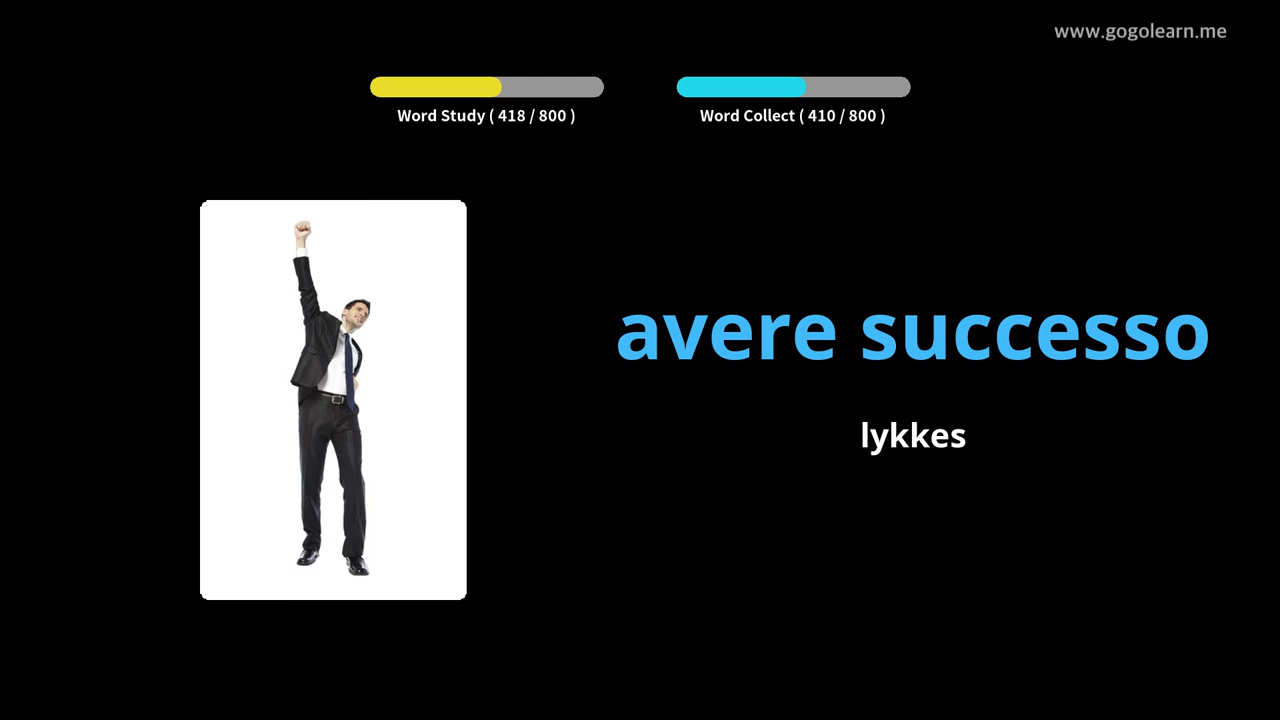 www.gogolearn.me
Word Study ( 418 / 800 )
Word Collect ( 410 / 800 )
avere successo
lykkes